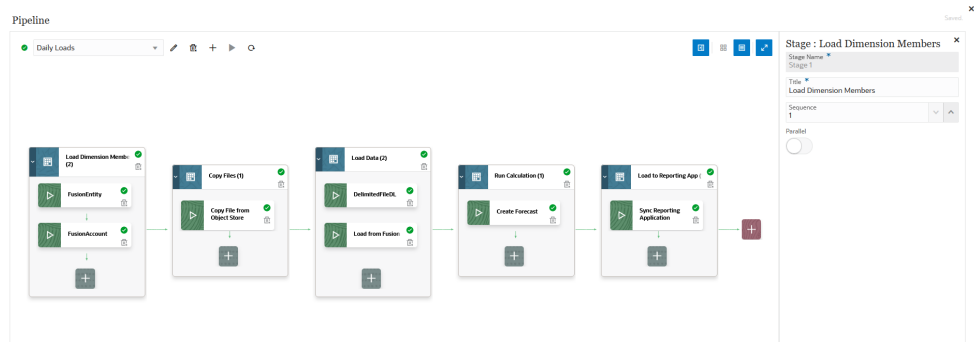 Pipeline
Saved
Daily Loads
Stage : Load Dimension Members
Stage Name *
Stage 1
Title *
Load Dimension Members
Sequence
1
Parallel
Load Dimension Membe
(2)
FusionEntity
FusionAccount
Copy Files (1)
Copy File from
Object Store
Load Data (2)
DelimitedFileDL
Load from Fusion
Run Calculation (1)
Create Forecast
Load to Reporting App (
Sync Reporting
Application